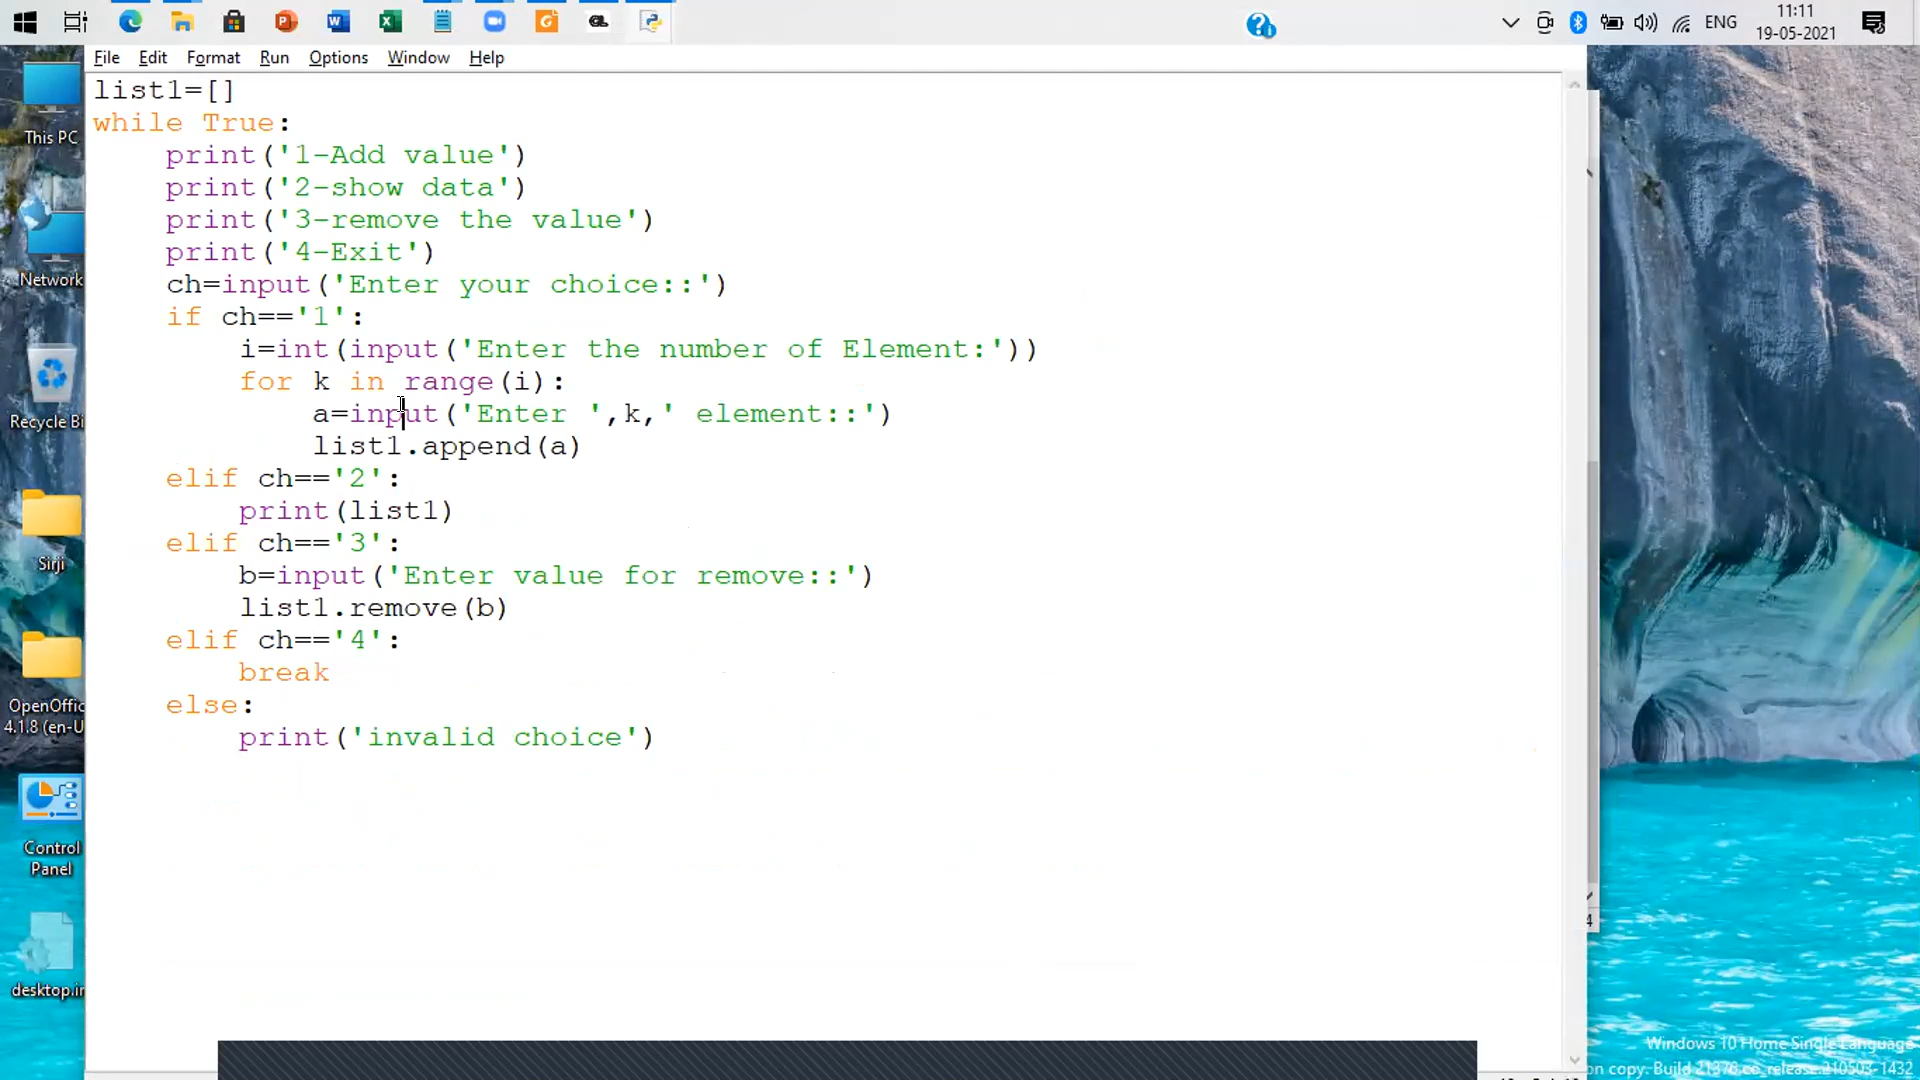 ENG
11:11
19-05-2021
File Edit Format Run Options Window Help
list1=[]
while True:
print('1-Add value')
print('2-show data')
print('3-remove the value')
print('4-Exit')
ch=input('Enter your choice::')
if ch=='1':
i=int(input('Enter the number of Element:'))
for k in range(i):
a=input('Enter ',k,' element::')
list1.append(a)
elif ch=='2':
print(list1)
elif ch=='3':
b=input('Enter value for remove::')
list1.remove(b)
elif ch=='4':
break
else:
print('invalid choice')
This PC
Network
Recycle Bi
Sirji
OpenOffic
4.1.8 (en-U
Control
Panel
desktop.in
Windows 10 Home Single Language
on copy. Build 21376.co_release.210503-1432